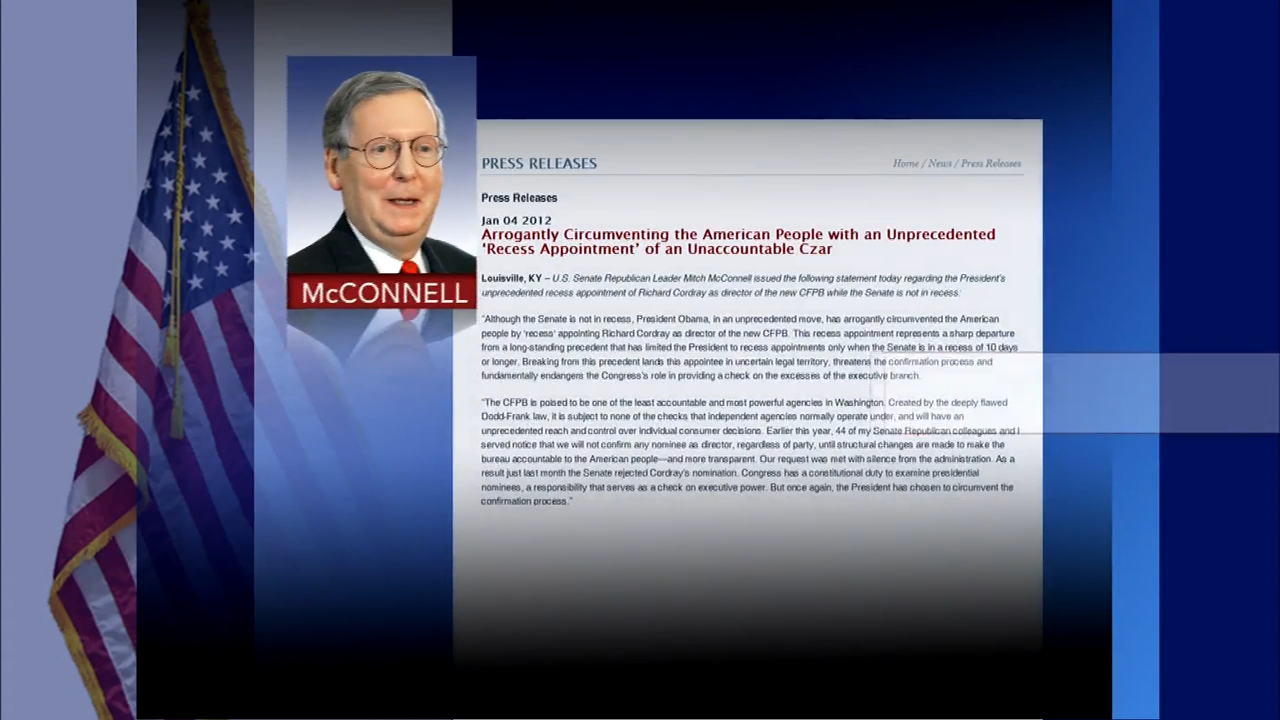 McCONNELL
PRESS RELEASES
Home / News / Press Releases
Press Releases
Jan 04 2012
Arrogantly Circumventing the American People with an Unprecedented
‘Recess Appointment’ of an Unaccountable Czar
Louisville, KY – U.S. Senate Republican Leader Mitch McConnell issued the following statement today regarding the President's
unprecedented recess appointment of Richard Cordray as director of the new CFPB while the Senate is not in recess:
“Although the Senate is not in recess, President Obama, in an unprecedented move, has arrogantly circumvented the American
people by ‘recess’ appointing Richard Cordray as director of the new CFPB. This recess appointment represents a sharp departure
from a long-standing precedent that has limited the President to recess appointments only when the Senate is in a recess of 10 days
or longer. Breaking from this precedent lands this appointee in uncertain legal territory, threatens the confirmation process and
fundamentally endangers the Congress's role in providing a check on the excesses of the executive branch.
“The CFPB is poised to be one of the least accountable and most powerful agencies in Washington. Created by the deeply flawed
Dodd-Frank law, it is subject to none of the checks that independent agencies normally operate under, and will have an
unprecedented reach and control over individual consumer decisions. Earlier this year, 44 of my Senate Republican colleagues and I
served notice that we will not confirm any nominee as director, regardless of party, until structural changes are made to make the
bureau accountable to the American people—and more transparent. Our request was met with silence from the administration. As a
result just last month the Senate rejected Cordray's nomination. Congress has a constitutional duty to examine presidential
nominees, a responsibility that serves as a check on executive power. But once again, the President has chosen to circumvent the
confirmation process.”